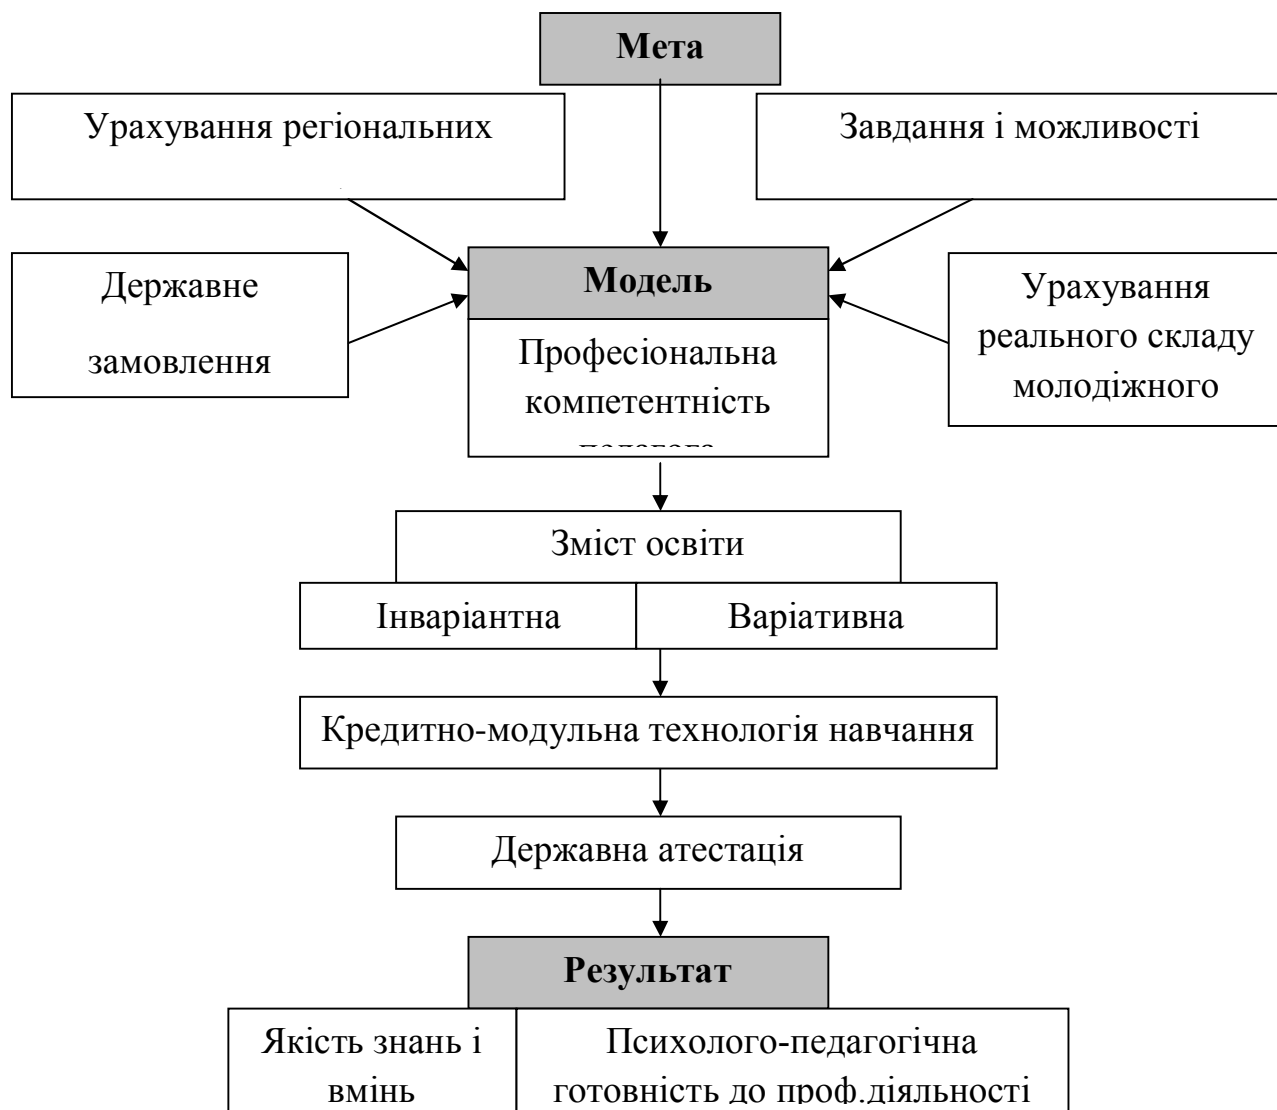 Мета
Урахування регіональних
Завдання і можливості
Державне
замовлення
Модель
Професіональна
компетентність
Урахування
реального складу
молодіжного
Зміст освіти
Інваріантна
Варіативна
Кредитно-модульна технологія навчання
Державна атестація
Результат
Якість знань і
вмінь
Психолого-педагогічна
готовність до проф.діяльності